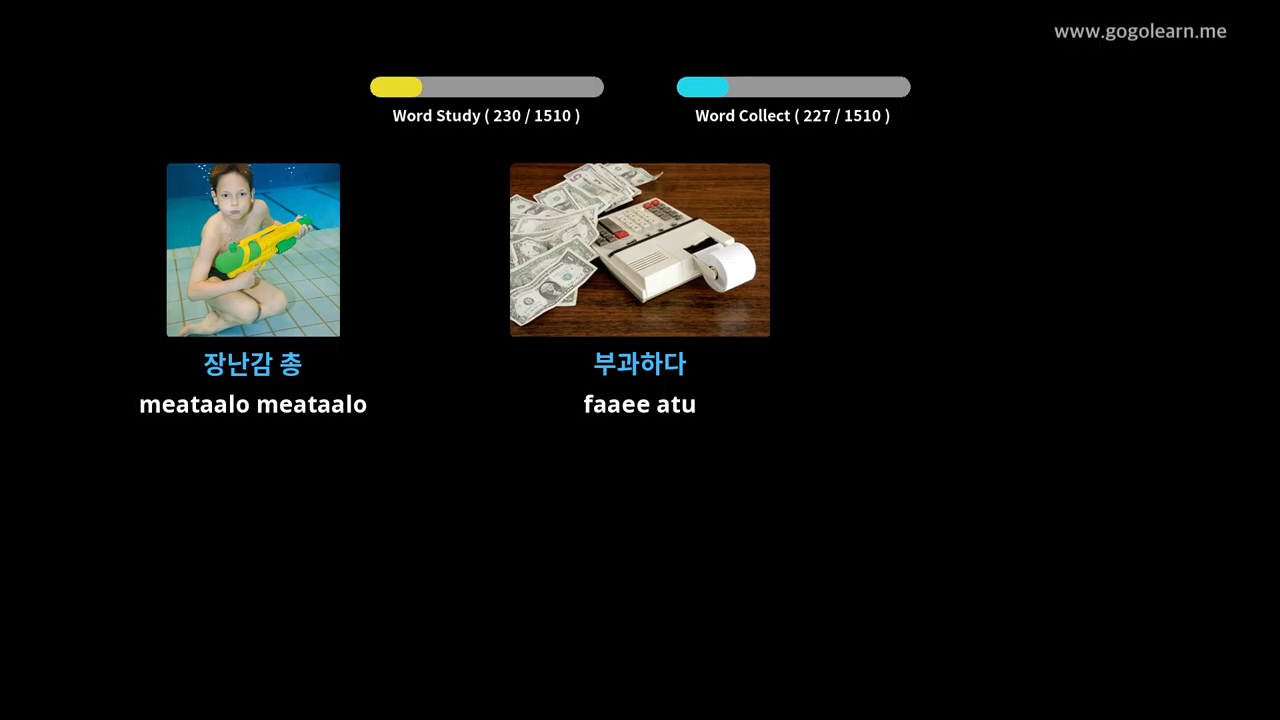 www.gogolearn.me
Word Study ( 230 / 1510 )
Word Collect ( 227 / 1510 )
장난감 총
meataalo meataalo
부과하다
faaee atu